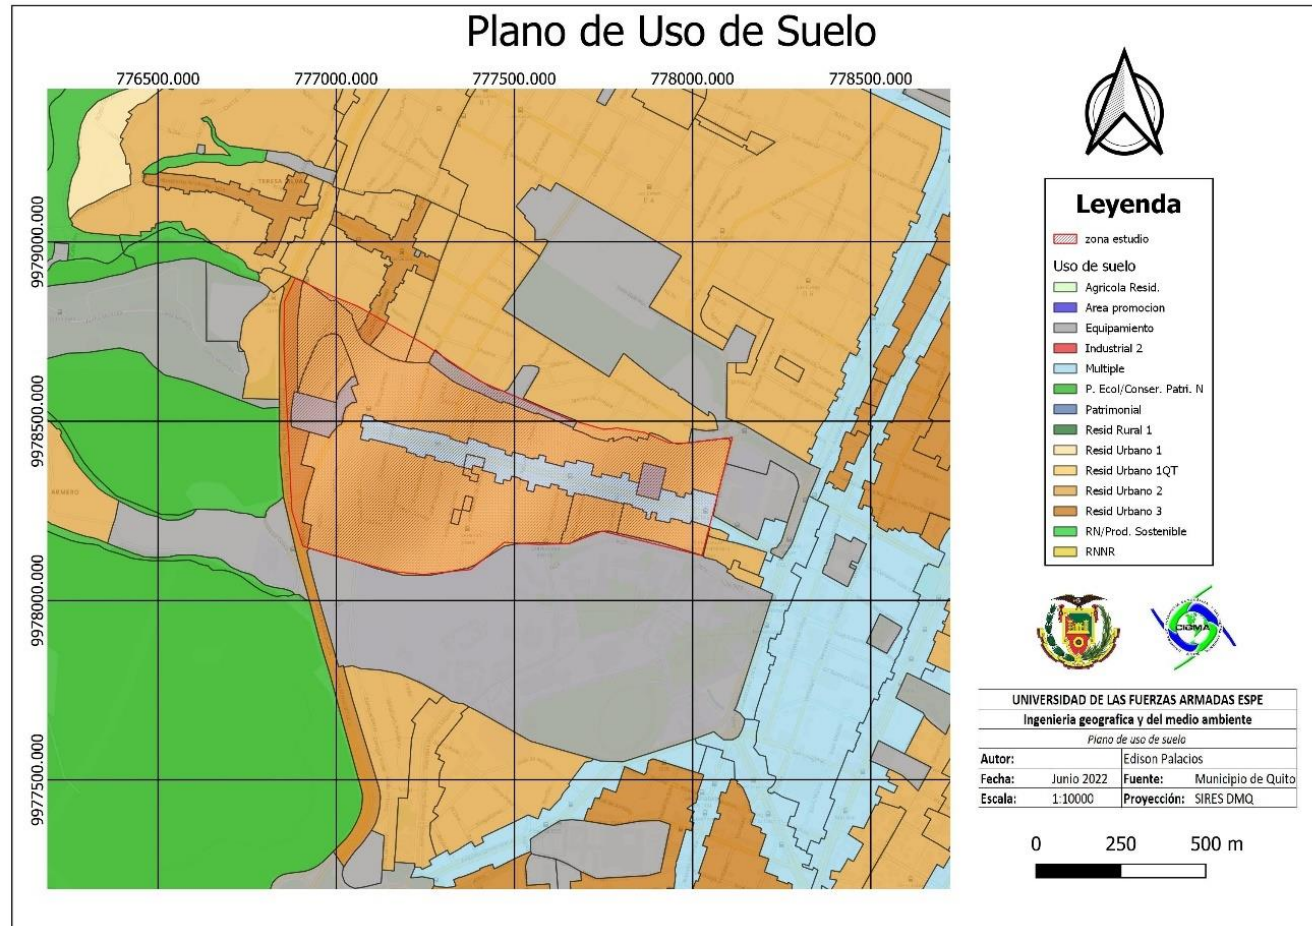 Plano de Uso de Suelo
776500.000 777000.000 777500.000 778000.000 778500.000
9979000.000
9978500.000
9978000.000
9977500.000
ARMERO
Leyenda
zona estudio
Uso de suelo
Agricola Resid.
Area promocion
Equipamiento
Industrial 2
Multiple
P. Ecol/Conser. Patri. N
Patrimonial
Resid Rural 1
Resid Urbano 1
Resid Urbano 1QT
Resid Urbano 2
Resid Urbano 3
RN/Prod. Sostenible
RNNR
CIGMA
UNIVERSIDAD DE LAS FUERZAS ARMADAS ESPE
Ingenieria geografica y del medio ambiente
Plano de uso de suelo
Autor: Edison Palacios
Fecha: Junio 2022 Fuente: Municipio de Quito
Escala: 1:10000 Proyección: SIRES DMQ
0 250 500 m